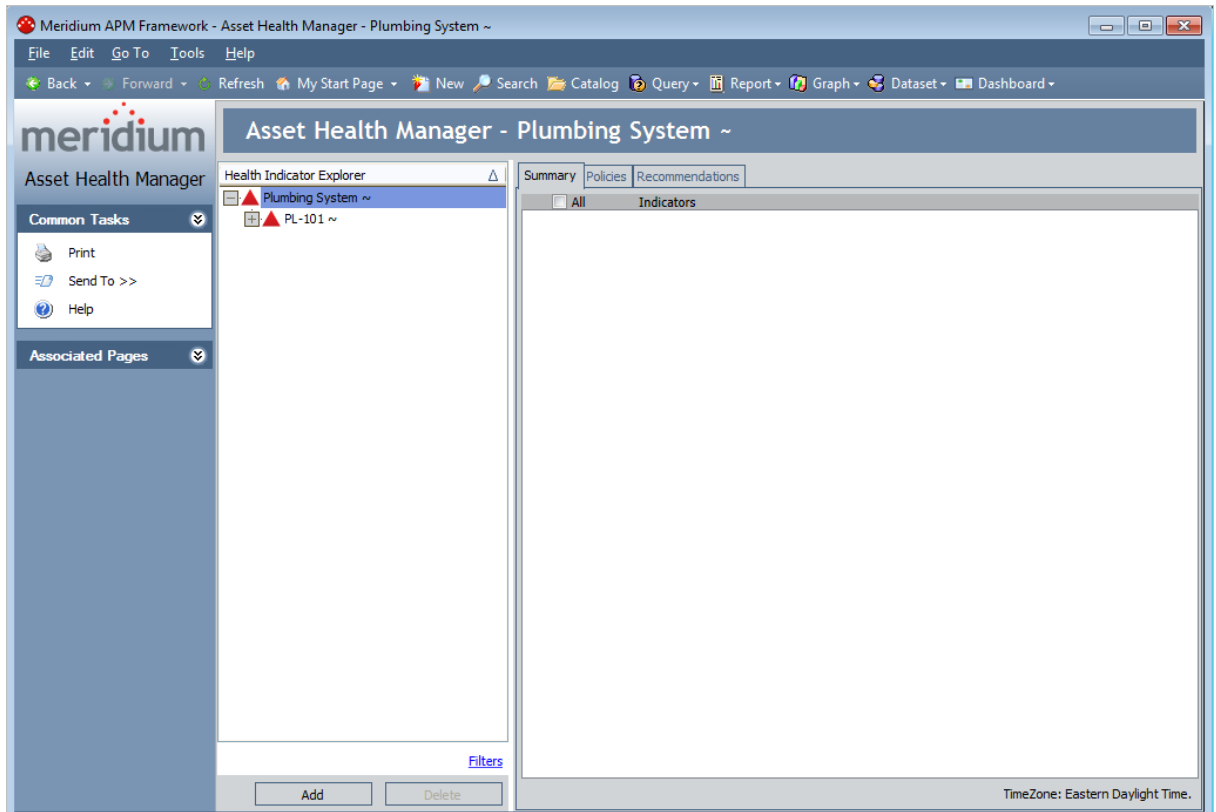 Meridium APM Framework - Asset Health Manager - Plumbing System ~
File Edit Go To Tools Help
Back Forward Refresh My Start Page New Search Catalog Query Report Graph Dataset Dashboard
meridium
Asset Health Manager - Plumbing System ~
Asset Health Manager
Common Tasks
Print
Send To >>
Help
Associated Pages
Health Indicator Explorer
Plumbing System ~
PL-101 ~
Filters
Add Delete
Summary Policies Recommendations
All Indicators
TimeZone: Eastern Daylight Time.